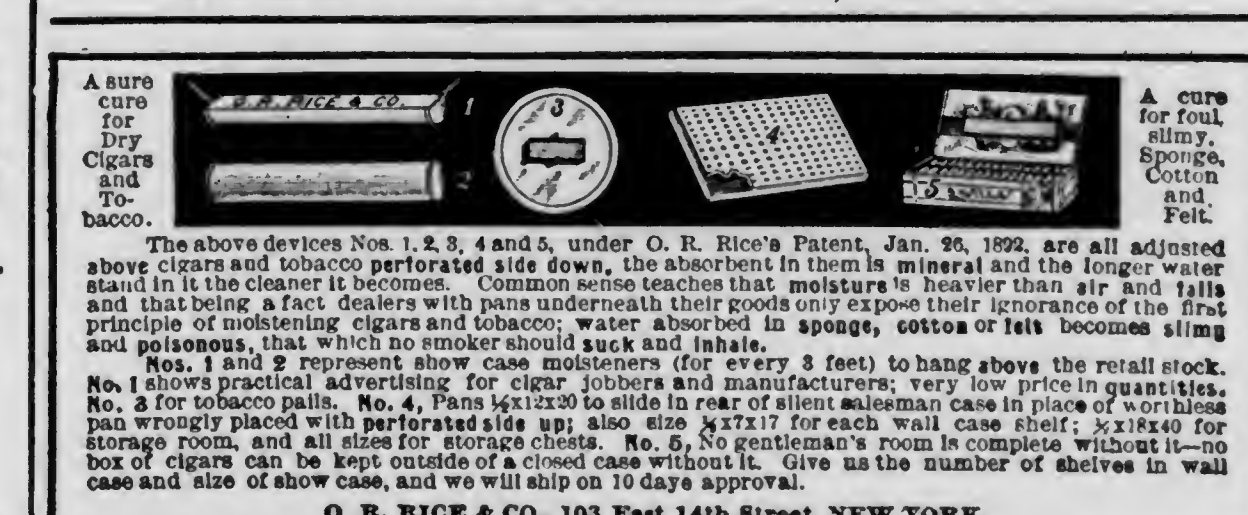 A sure
cure
for
Dry
Cigars
and
To-
bacco.
O. R. RICE & CO.
1
2
3
4
5
A cure
for foul,
slimy,
Sponge,
Cotton
and
Felt.
The above devices Nos. 1, 2, 3, 4 and 5, under O. R. Rice's Patent, Jan. 26, 1892, are all adjusted
above cigars and tobacco perforated side down, the absorbent in them is mineral and the longer water
stand in it the cleaner it becomes. Common sense teaches that moisture is heavier than air and falls
and that being a fact dealers with pans underneath their goods only expose their ignorance of the first
principle of moistening cigars and tobacco; water absorbed in sponge, cotton or felt becomes slimy
and poisonous, that which no smoker should suck and inhale.
Nos. 1 and 2 represent show case moisteners (for every 3 feet) to hang above the retail stock.
No. 1 shows practical advertising for cigar jobbers and manufacturers; very low price in quantities.
No. 3 for tobacco pails. No. 4, Pans x12x20 to slide in rear of silent salesman case in place of worthless
pan wrongly placed with perforated side up; also size x17x17 for each wall case shelf; x18x40 for
storage room, and all sizes for storage chests. No. 5, No gentleman's room is complete without it—no
box of cigars can be kept outside of a closed case without it. Give us the number of shelves in wall
case and size of show case, and we will ship on 10 days approval.
O. R. RICE & CO., 103 East 14th Street, NEW YORK